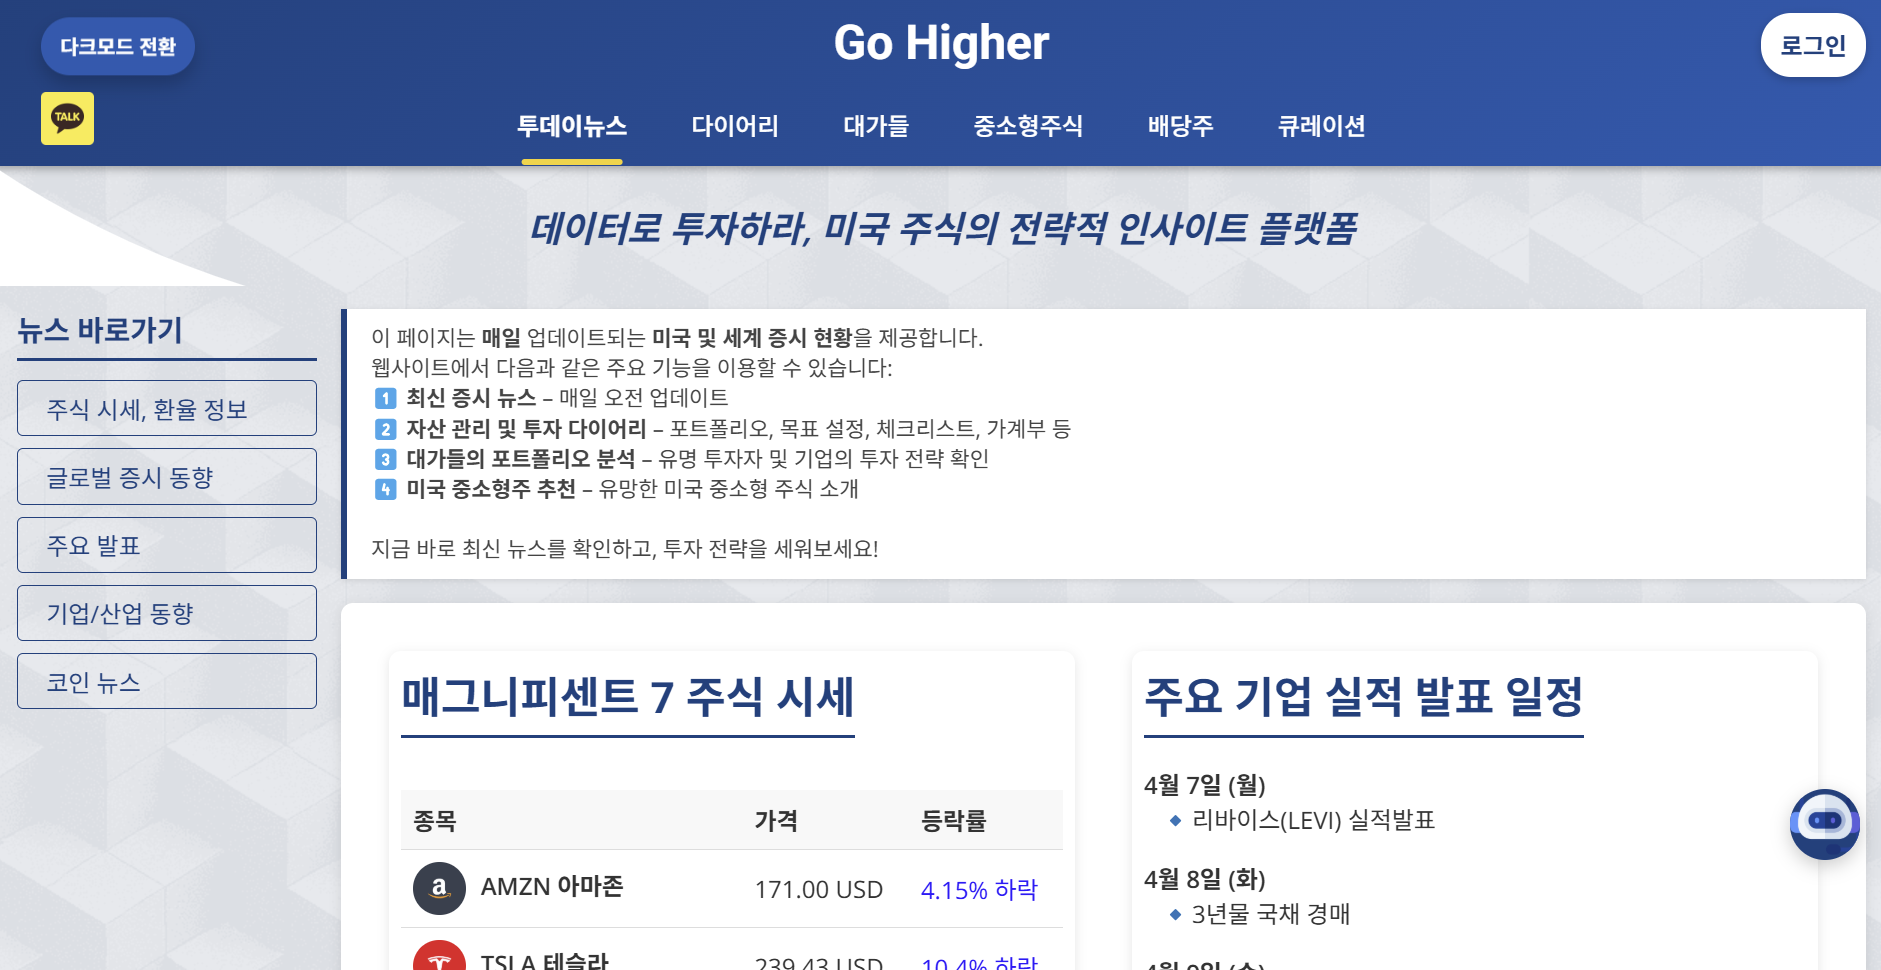 다크모드 전환
Go Higher
로그인
TALK
투데이뉴스 다이어리 대가들 중소형주식 배당주 큐레이션
데이터로 투자하라, 미국 주식의 전략적 인사이트 플랫폼
뉴스 바로가기
주식 시세, 환율 정보
글로벌 증시 동향
주요 발표
기업/산업 동향
코인 뉴스
이 페이지는 매일 업데이트되는 미국 및 세계 증시 현황을 제공합니다.
웹사이트에서 다음과 같은 주요 기능을 이용할 수 있습니다:
1 최신 증시 뉴스 – 매일 오전 업데이트
2 자산 관리 및 투자 다이어리 – 포트폴리오, 목표 설정, 체크리스트, 가계부 등
3 대가들의 포트폴리오 분석 – 유명 투자자 및 기업의 투자 전략 확인
4 미국 중소형주 추천 – 유망한 미국 중소형 주식 소개
지금 바로 최신 뉴스를 확인하고, 투자 전략을 세워보세요!
매그니피센트 7 주식 시세
종목 가격 등락률
AMZN 아마존 171.00 USD 4.15% 하락
TSLA 테슬라 239.43 USD 10.4% 하락
주요 기업 실적 발표 일정
4월 7일 (월)
리바이스(LEVI) 실적발표
4월 8일 (화)
3년물 국채 경매
4월 9일 (수)